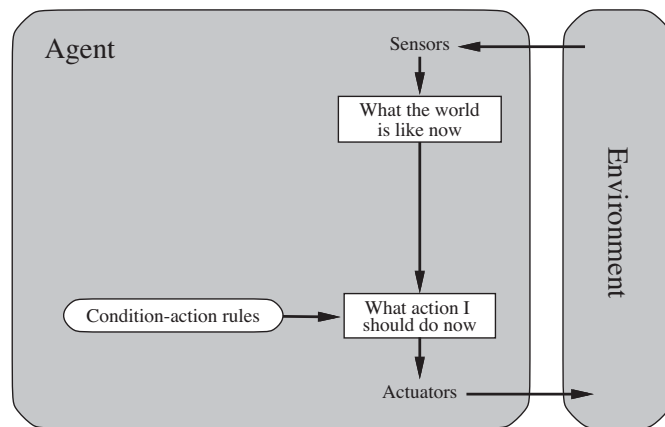 Agent
Sensors
What the world
is like now
Environment
Condition-action rules
What action I
should do now
Actuators